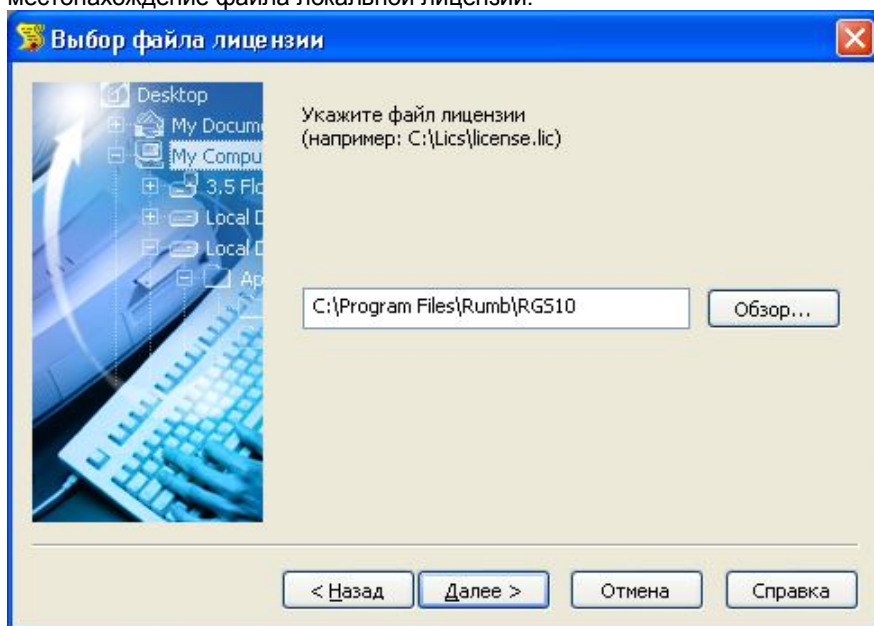 местонахождение файла локальной лицензии.
Выбор файла лицензии
Desktop
My Docum
My Compu
3.5 Flo
Local D
Local D
Ap
Укажите файл лицензии
(например: C:\Lics\license.lic)
C:\Program Files\Rumb\RGS10
Обзор...
< Назад
Далее >
Отмена
Справка